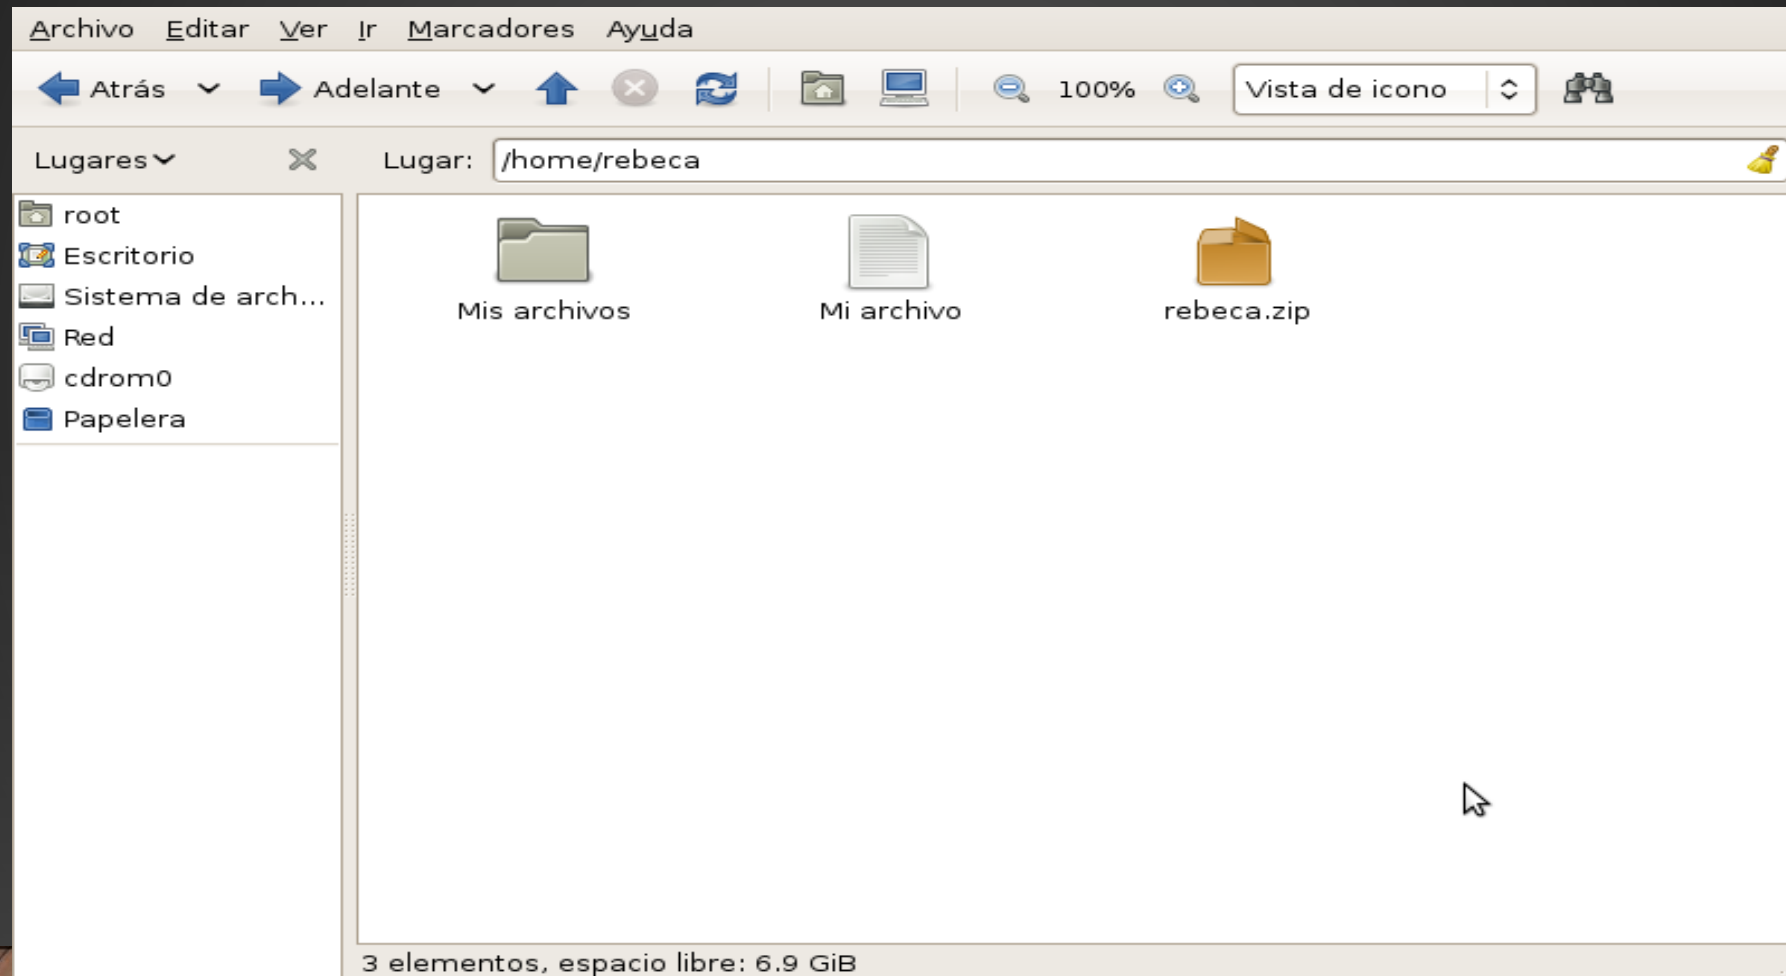 Archivo Editar Ver Ir Marcadores Ayuda
Atrás Adelante 100% Vista de icono
Lugares Lugar: /home/rebeca
root
Escritorio
Sistema de arch...
Red
cdrom0
Papelera
Mis archivos Mi archivo rebeca.zip
3 elementos, espacio libre: 6.9 GiB